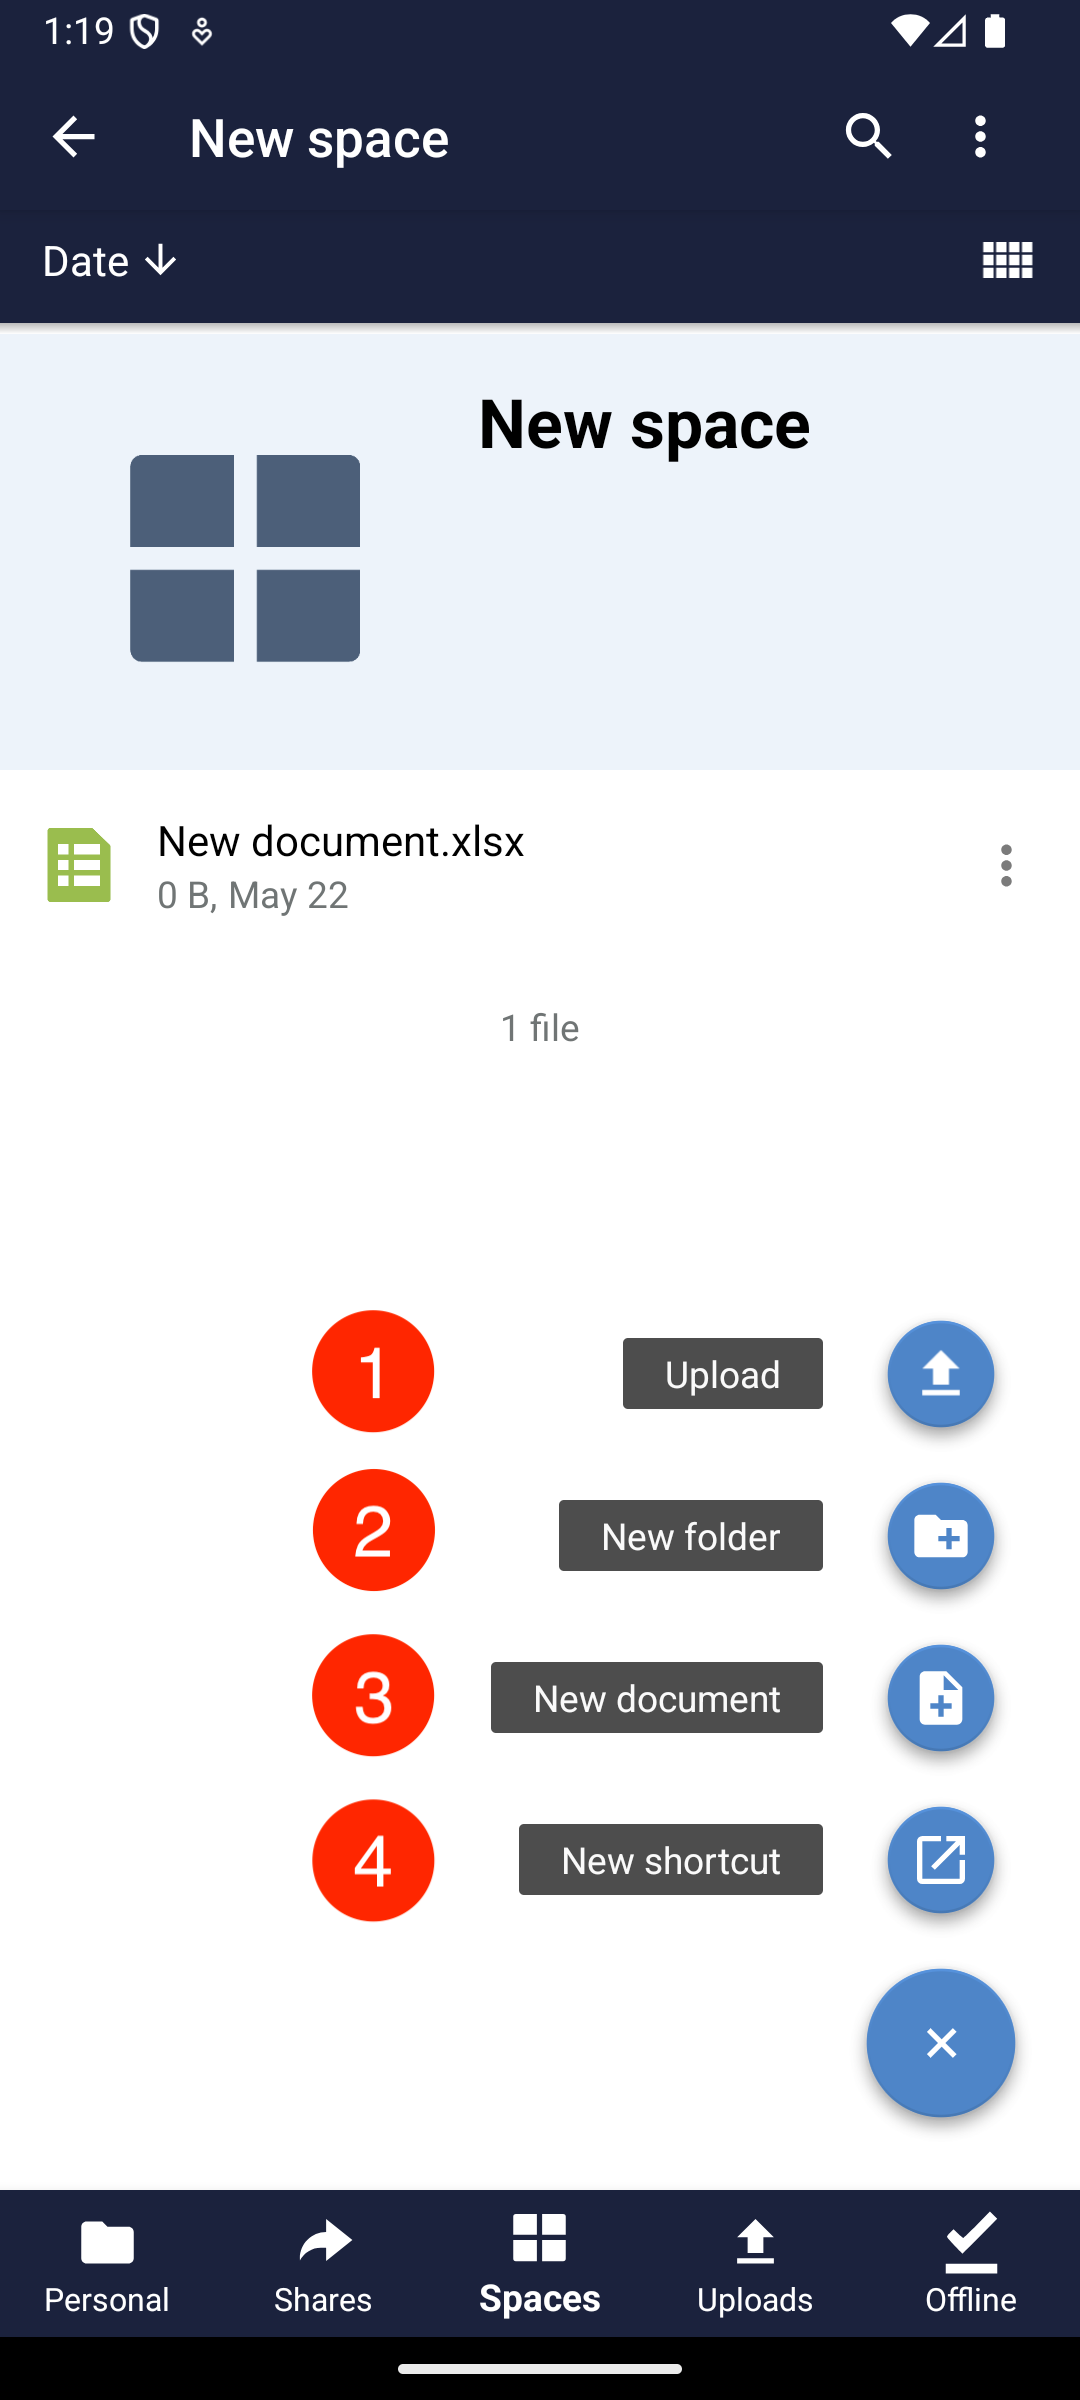 1:19
New space
Date
New space
New document.xlsx
0 B, May 22
1 file
1 Upload
2 New folder
3 New document
4 New shortcut
Personal Shares Spaces Uploads Offline